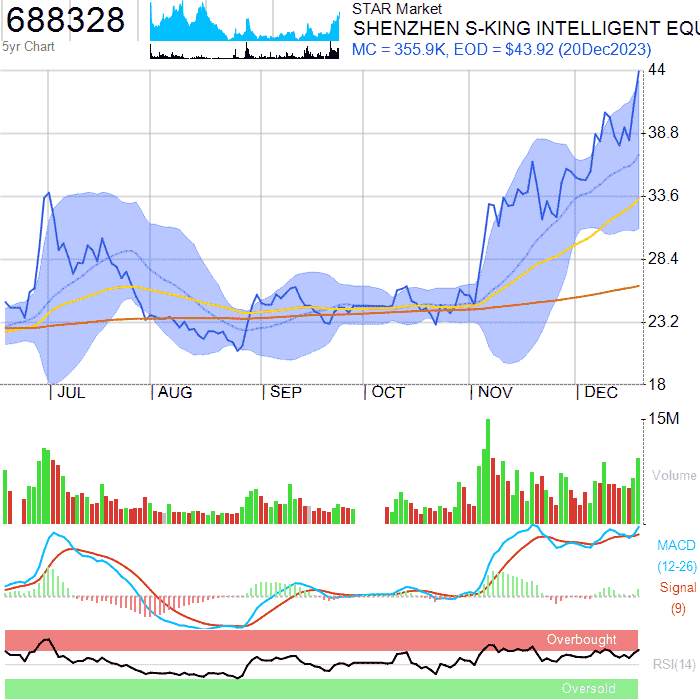 688328
5yr Chart
STAR Market
SHENZHEN S-KING INTELLIGENT EQU
MC = 355.9K, EOD = $43.92 (20Dec2023)
44
38.8
33.6
28.4
23.2
18
JUL AUG SEP OCT NOV DEC
15M
Volume
MACD
(12-26)
Signal
(9)
Overbought
RSI(14)
Oversold